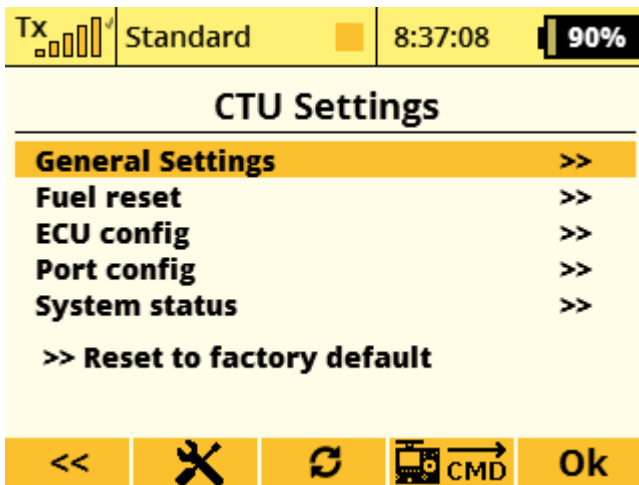 Tx Standard 8:37:08 90%
CTU Settings
General Settings >>
Fuel reset >>
ECU config >>
Port config >>
System status >>
>> Reset to factory default
<< CMD Ok